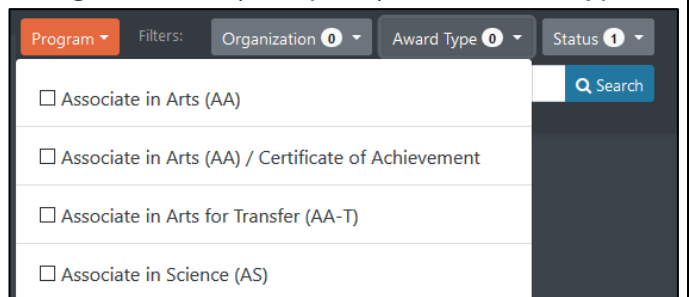 Program Filters: Organization 0 Award Type 0 Status 1
Search
Associate in Arts (AA)
Associate in Arts (AA) / Certificate of Achievement
Associate in Arts for Transfer (AA-T)
Associate in Science (AS)